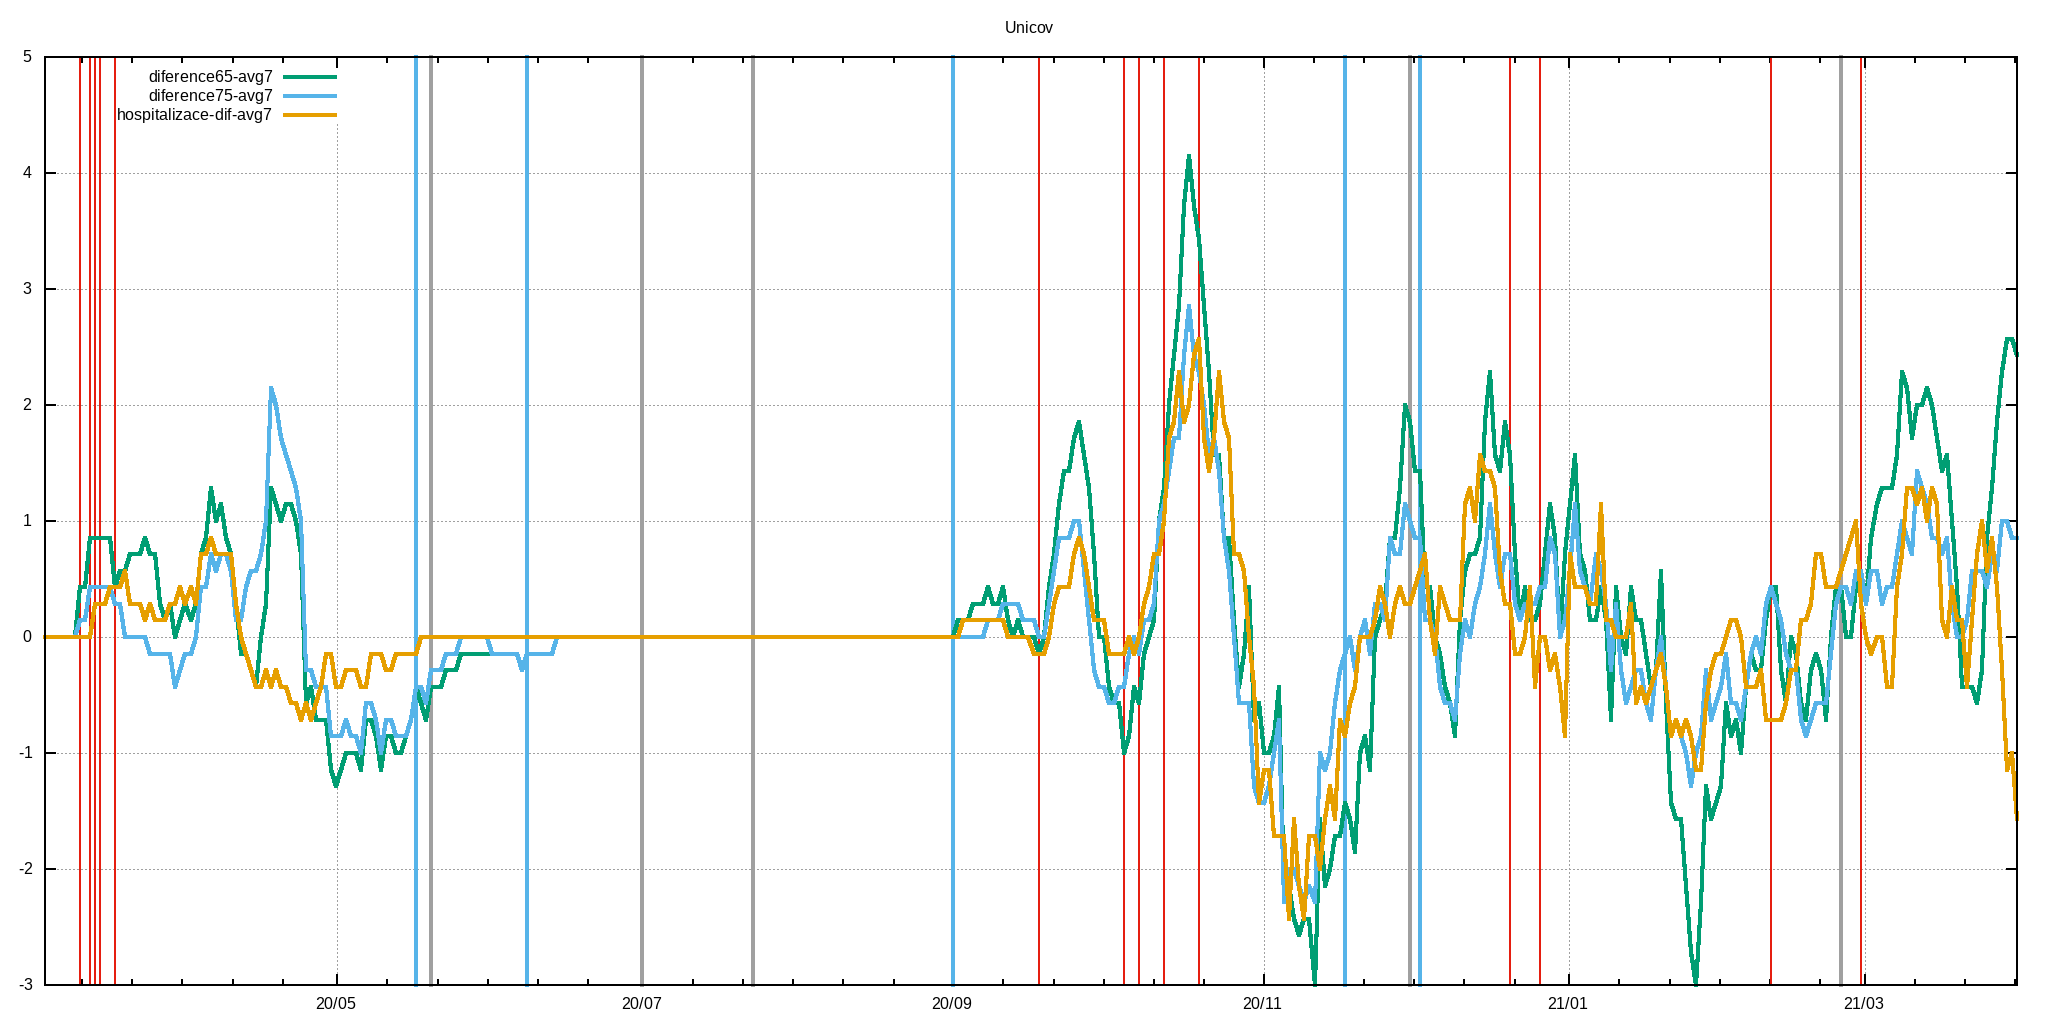 Unicov
5
diference65-avg7
diference75-avg7
hospitalizace-dif-avg7
4
3
2
1
0
-1
-2
-3
20/05 20/07 20/09 20/11 21/01 21/03